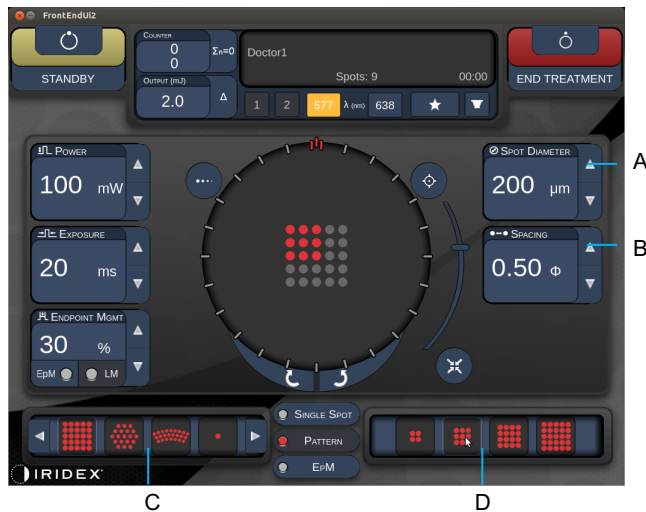 FrontEndUi2
STANDBY
COUNTER
0
0
Σn=0
OUTPUT (mJ)
2.0
Δ
Doctor1
Spots: 9
00:00
1
2
577
λ (nm)
638
END TREATMENT
POWER
100 mW
EXPOSURE
20 ms
ENDPOINT MGMT
30 %
EpM
LM
SPOT DIAMETER
200 µm
A
SPACING
0.50 Φ
B
SINGLE SPOT
PATTERN
EPM
IRIDEX
C
D